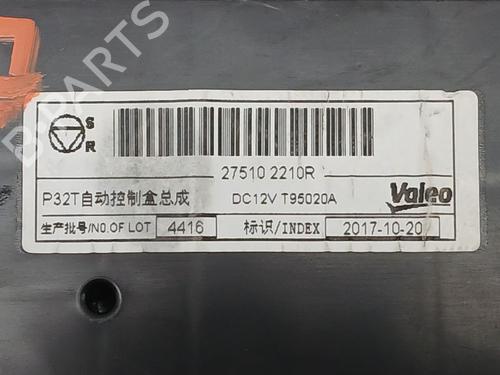 S
R
27510 2210R
P32T自动控制盒总成 DC12V T95020A Valeo
生产批号/NO.OF LOT 4416 标识/INDEX 2017-10-20
B-PARTS